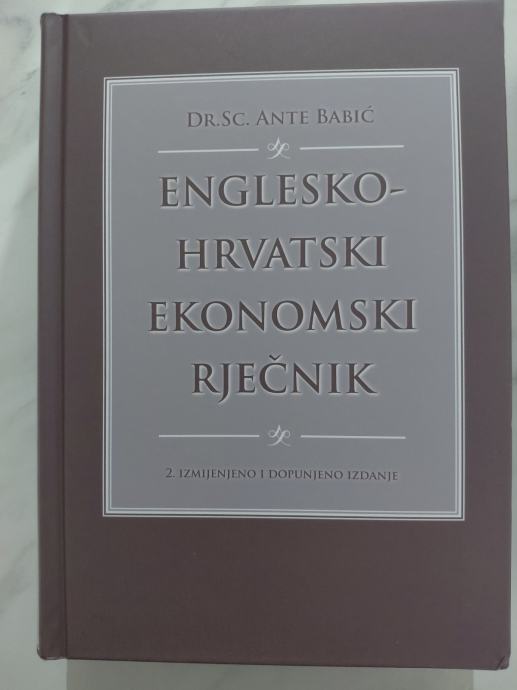 DR.SC. ANTE BABIĆ
ENGLESKO-
HRVATSKI
EKONOMSKI
RJEČNIK
2. IZMIJENJENO I DOPUNJENO IZDANJE